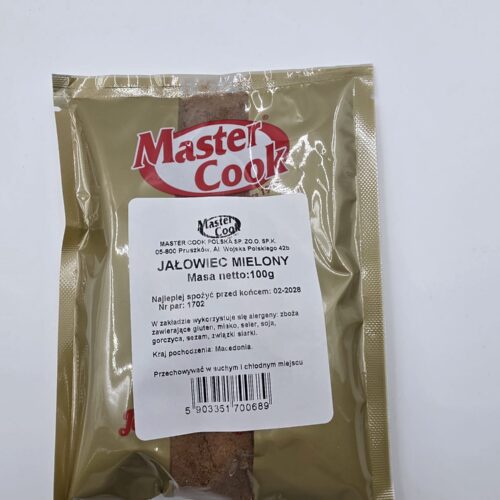 Master
Cook
Master
Cook
MASTER COOK POLSKA SP. ZO.O. SP.K.
05-800 Pruszków, Al. Wojska Polskiego 42b
JAŁOWIEC MIELONY
Masa netto:100g
Najlepiej spożyć przed końcem: 02-2028
Nr par: 1702
W zakładzie wykorzystuje się alergeny: zboża
zawierające gluten, mleko, seler, soja,
gorczyca, sezam, związki siarki.
Kraj pochodzenia: Macedonia.
Przechowywać w suchym i chłodnym miejscu
5 903351 700689